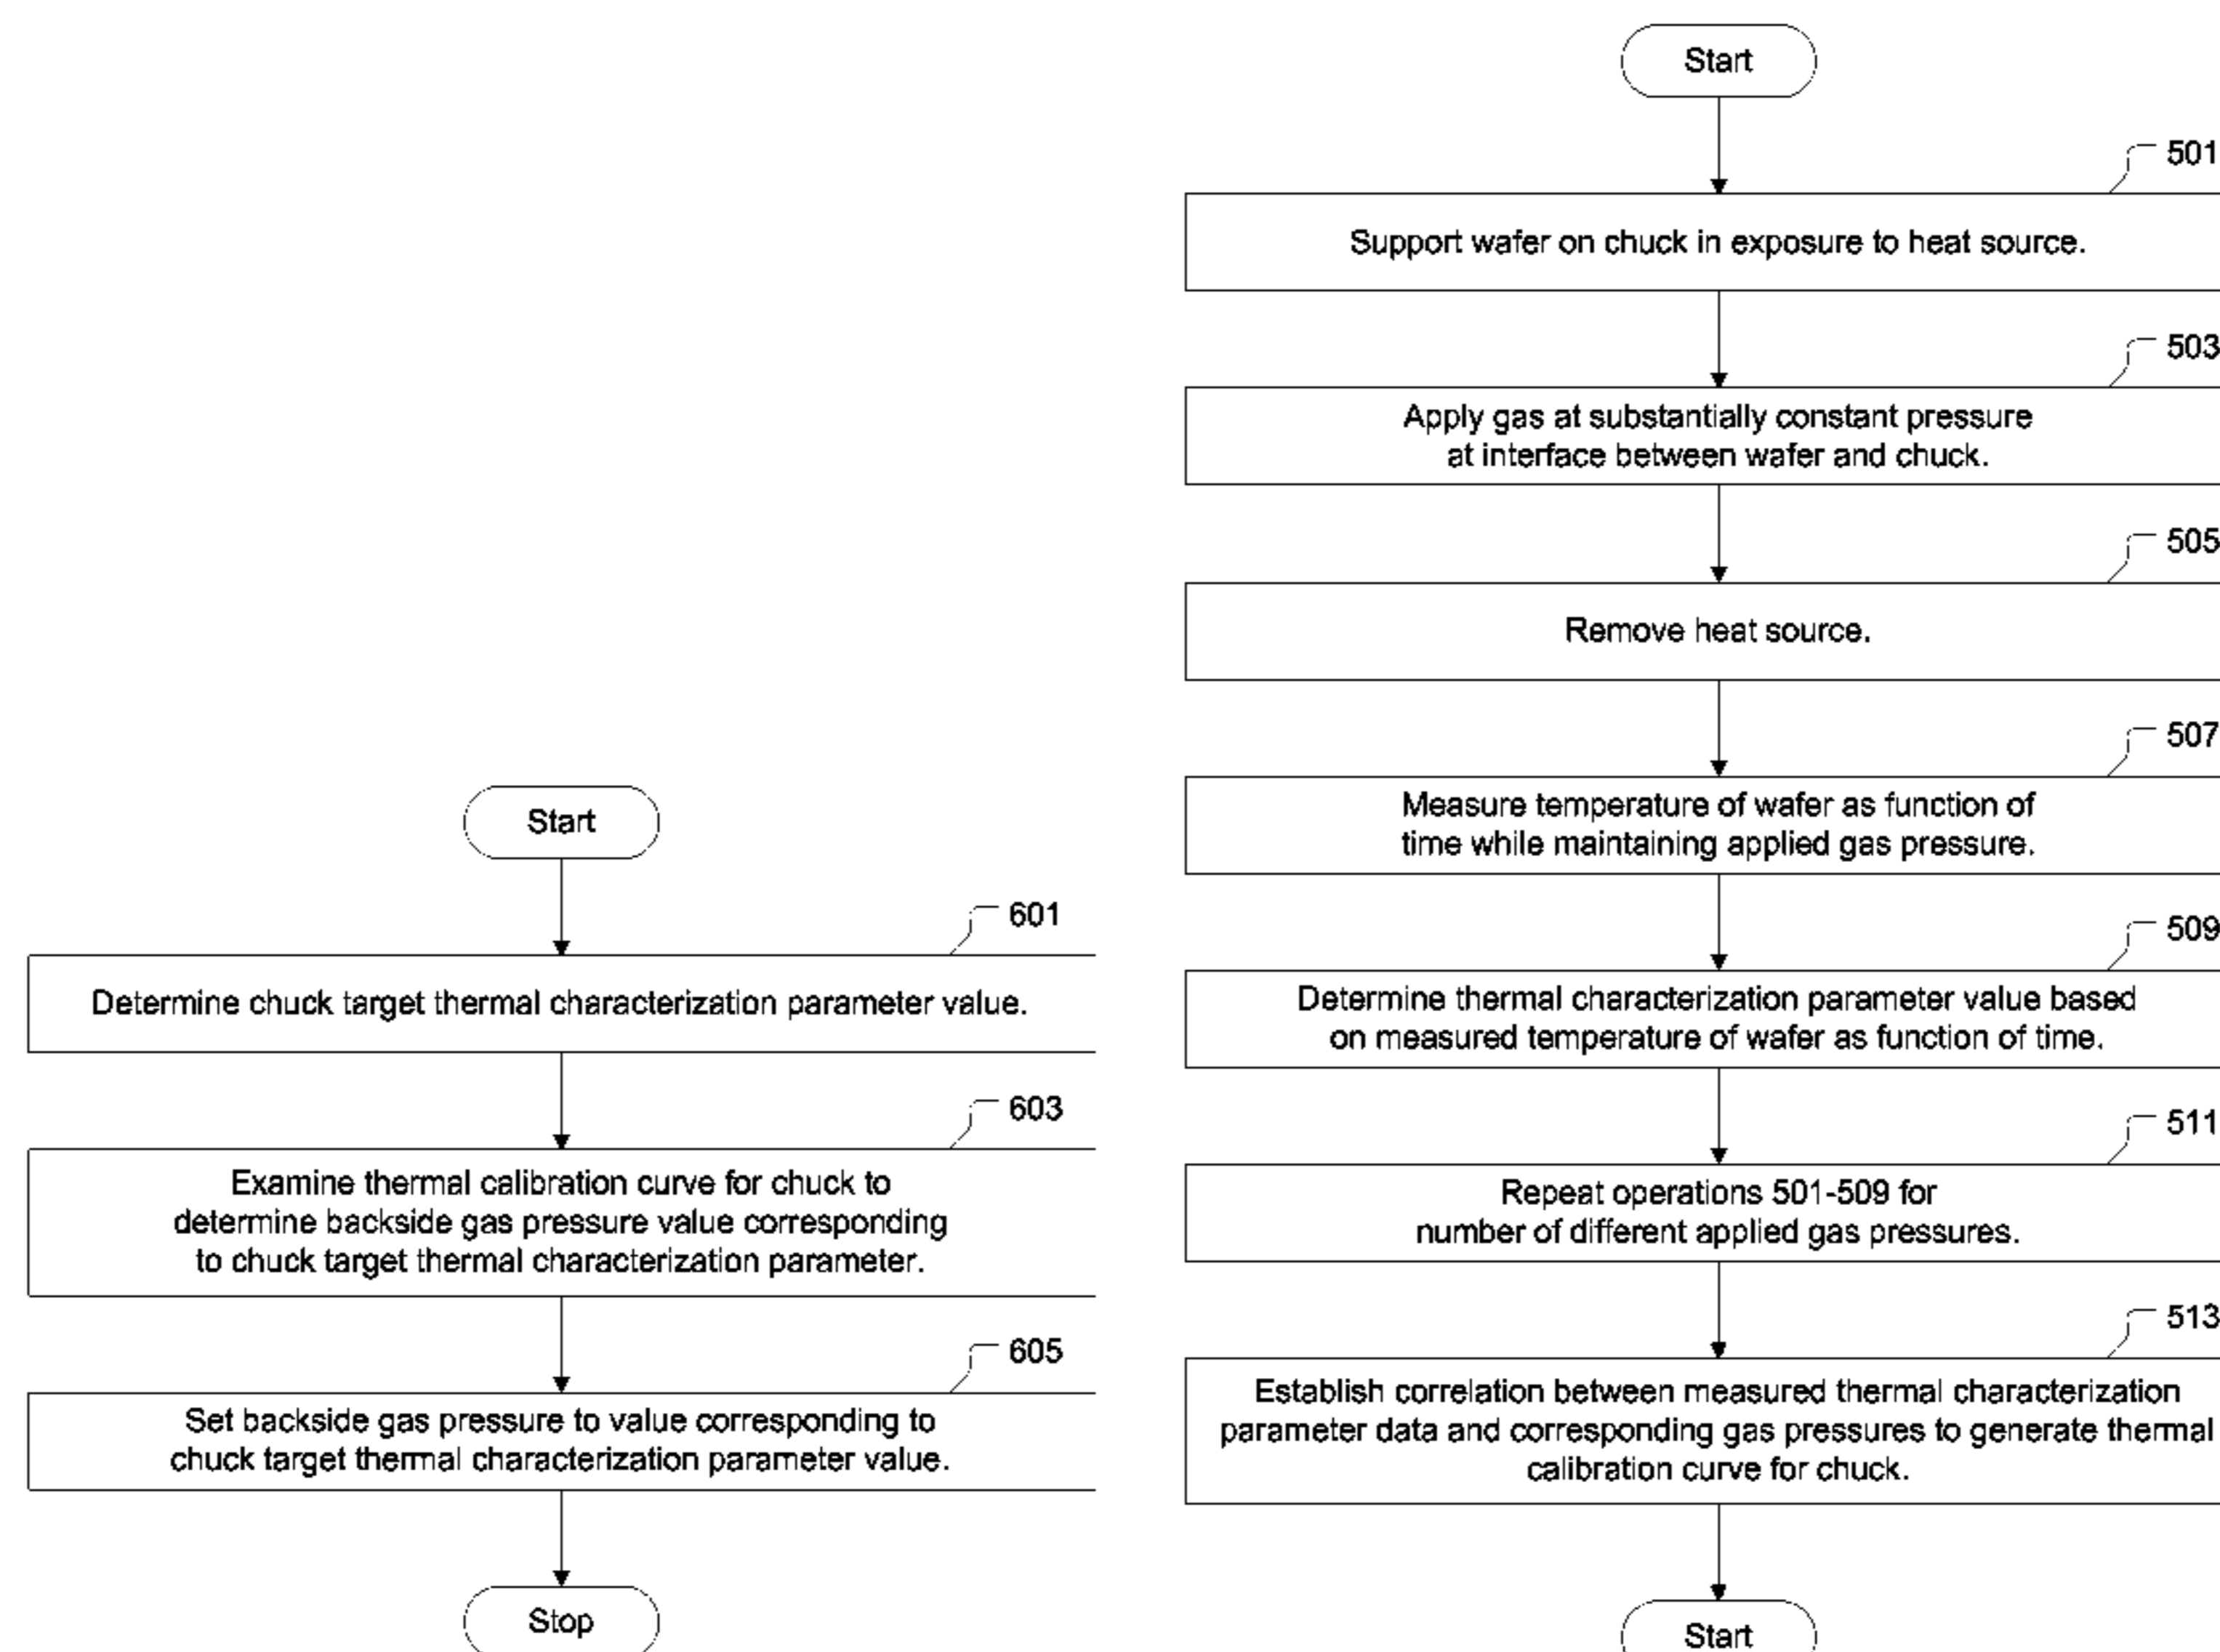 Start
601
Determine chuck target thermal characterization parameter value.
603
Examine thermal calibration curve for chuck to
determine backside gas pressure value corresponding
to chuck target thermal characterization parameter.
605
Set backside gas pressure to value corresponding to
chuck target thermal characterization parameter value.
Stop
Start
501
Support wafer on chuck in exposure to heat source.
503
Apply gas at substantially constant pressure
at interface between wafer and chuck.
505
Remove heat source.
507
Measure temperature of wafer as function of
time while maintaining applied gas pressure.
509
Determine thermal characterization parameter value based
on measured temperature of wafer as function of time.
511
Repeat operations 501-509 for
number of different applied gas pressures.
513
Establish correlation between measured thermal characterization
parameter data and corresponding gas pressures to generate thermal
calibration curve for chuck.
Start